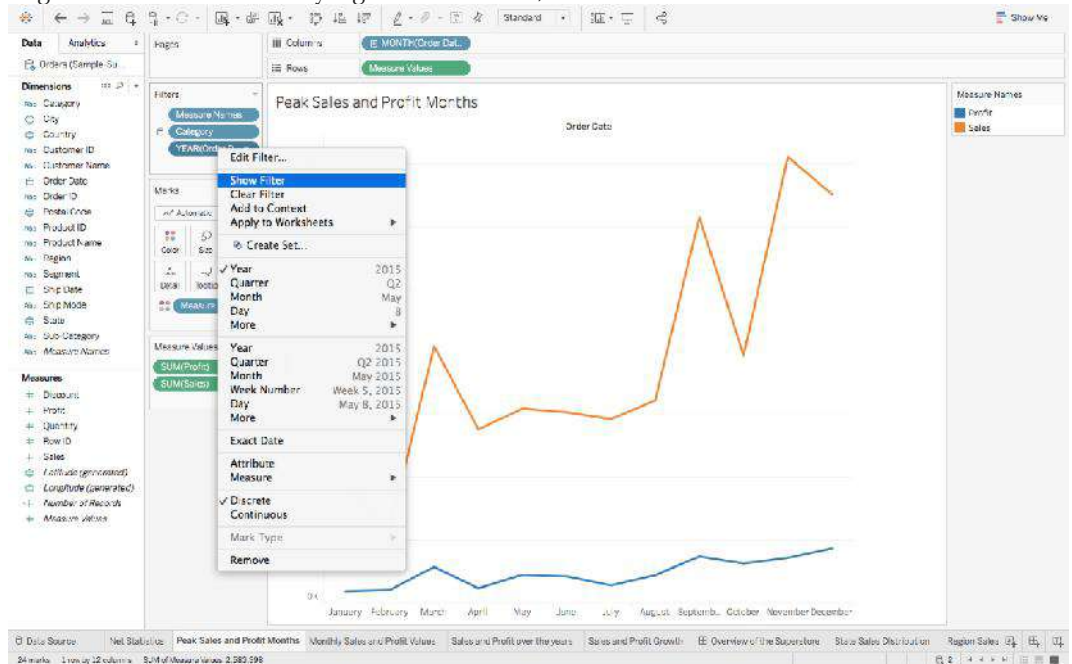 Standard
Show Me
Data
Analytics
Pages
Columns
MONTH(Order Dat..
Orders (Sample-Su..
Rows
Measure Values
Dimensions
Category
City
Country
Customer ID
Customer Name
Order Date
Order ID
Postal Code
Product ID
Product Name
Region
Segment
Ship Date
Ship Mode
State
Sub-Category
Measure Names
Measures
Discount
Profit
Quantity
Row ID
Sales
Latitude (generated)
Longitude (generated)
Number of Records
Measure Values
Filters
Measure Names
Category
YEAR(Order
Marks
Automatic
Color
Size
Detail
Tooltip
Measure
Measure Values
SUM(Profit)
SUM(Sales)
Edit Filter...
Show Filter
Clear Filter
Add to Context
Apply to Worksheets
Create Set...
Year 2015
Quarter Q2
Month May
Day 8
More
Year 2015
Quarter Q2 2015
Month May 2015
Week Number Week 5, 2015
Day May 8, 2015
More
Exact Date
Attribute
Measure
Discrete
Continuous
Mark Type
Remove
Peak Sales and Profit Months
Order Date
0K
January February March April May June July August Septemb.. October November December
Measure Names
Profit
Sales
Data Source Net Statistics Peak Sales and Profit Months Monthly Sales and Profit Values Sales and Profit over the years Sales and Profit Growth Overview of the Superstore State Sales Distribution Region Sales
24 marks 1 row by 12 columns SUM of Measure Values: 2,583,598
2